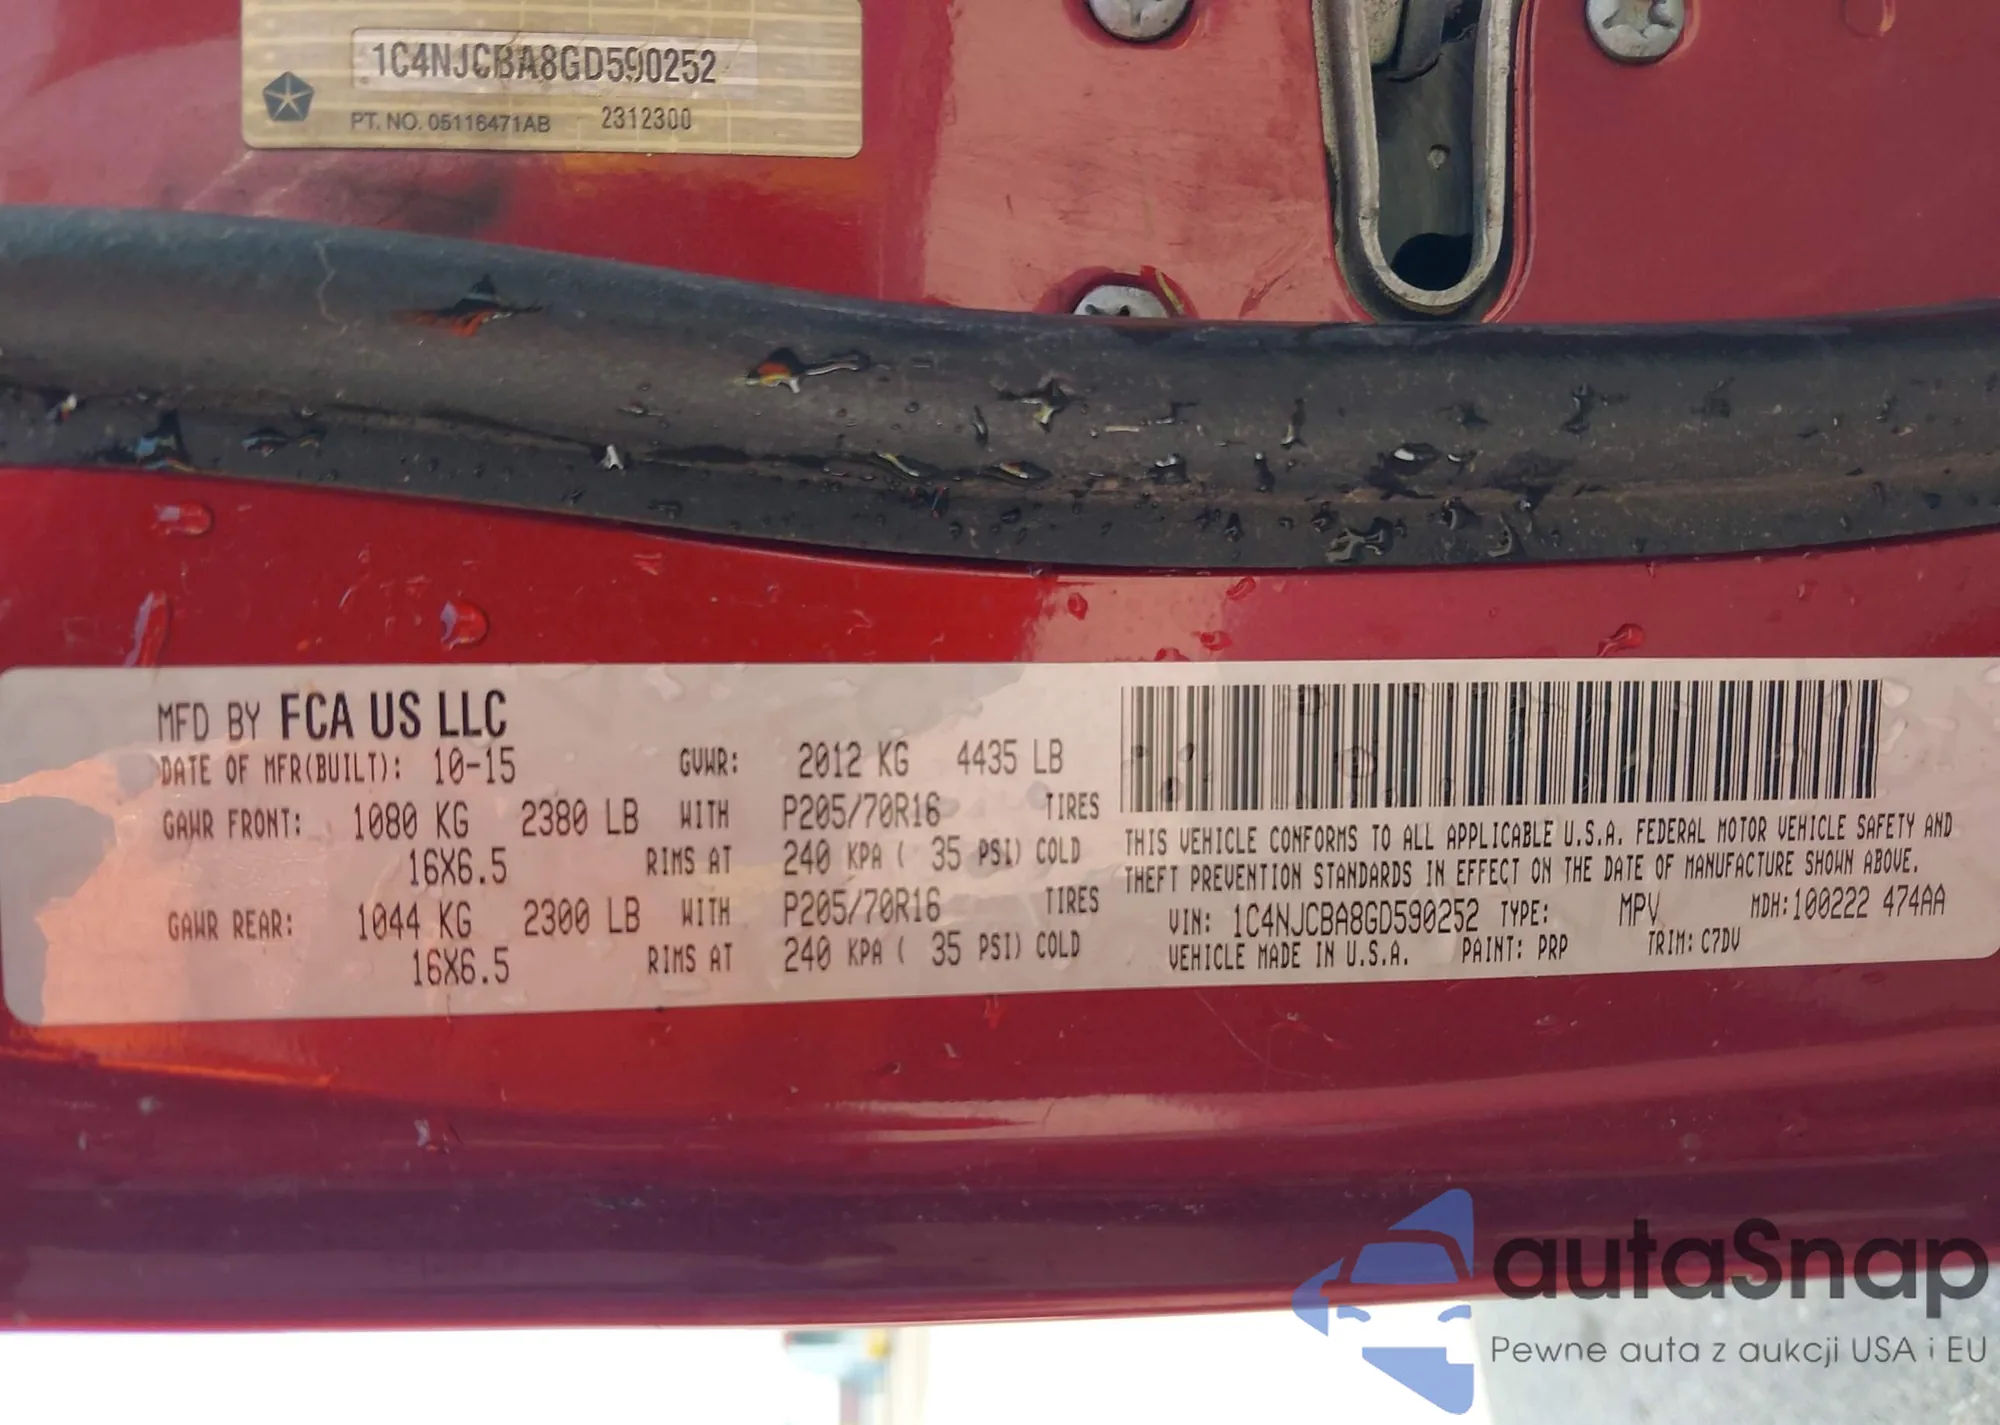 1C4NJCBA8GD590252
PT. NO. 05116471AB 2312300
MFD BY FCA US LLC
DATE OF MFR(BUILT): 10-15 GVWR: 2012 KG 4435 LB
GAWR FRONT: 1080 KG 2380 LB WITH P205/70R16 TIRES
16X6.5 RIMS AT 240 KPA ( 35 PSI) COLD
GAWR REAR: 1044 KG 2300 LB WITH P205/70R16 TIRES
16X6.5 RIMS AT 240 KPA ( 35 PSI) COLD
THIS VEHICLE CONFORMS TO ALL APPLICABLE U.S.A. FEDERAL MOTOR VEHICLE SAFETY AND
THEFT PREVENTION STANDARDS IN EFFECT ON THE DATE OF MANUFACTURE SHOWN ABOVE.
VIN: 1C4NJCBA8GD590252 TYPE: MPV MDH:100222 474AA
VEHICLE MADE IN U.S.A. PAINT: PRP TRIM: C7DV
autaSnap
Pewne auta z aukcji USA i EU